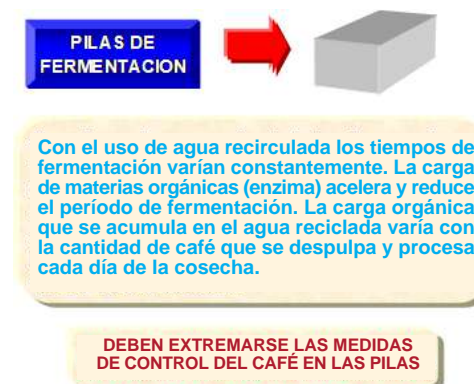 PILAS DE
FERMENTACION
Con el uso de agua recirculada los tiempos de
fermentación varían constantemente. La carga
de materias orgánicas (enzima) acelera y reduce
el período de fermentación. La carga orgánica
que se acumula en el agua reciclada varía con
la cantidad de café que se despulpa y procesa
cada día de la cosecha.
DEBEN EXTREMARSE LAS MEDIDAS
DE CONTROL DEL CAFÉ EN LAS PILAS